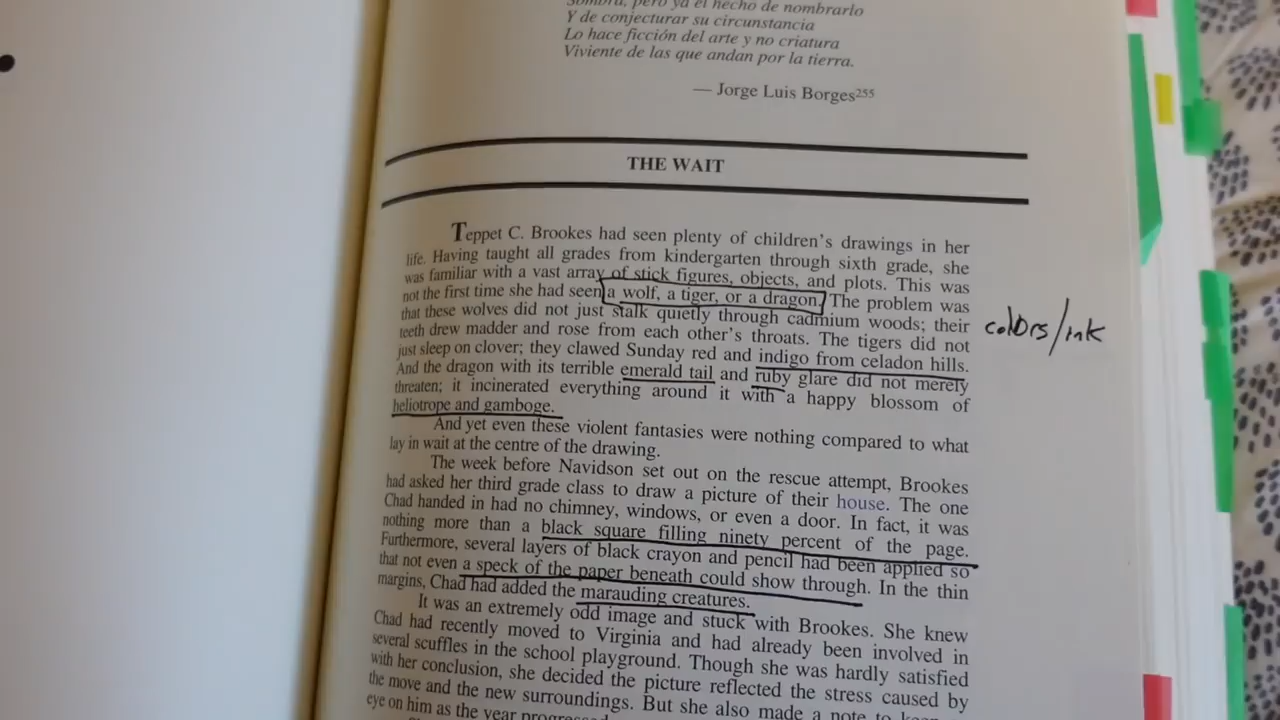 Sombra, pero ya el hecho de nombrarlo
Y de conjeturar su circunstancia
Lo hace ficción del arte y no criatura
Viviente de las que andan por la tierra.
— Jorge Luis Borges255
THE WAIT
Teppet C. Brookes had seen plenty of children's drawings in her
life. Having taught all grades from kindergarten through sixth grade, she
was familiar with a vast array of stick figures, objects, and plots. This was
not the first time she had seen a wolf, a tiger, or a dragon. The problem was
that these wolves did not just stalk quietly through cadmium woods; their
teeth drew madder and rose from each other's throats. The tigers did not
just sleep on clover; they clawed Sunday red and indigo from celadon hills.
And the dragon with its terrible emerald tail and ruby glare did not merely
threaten; it incinerated everything around it with a happy blossom of
heliotrope and gamboge.
colors/ink
And yet even these violent fantasies were nothing compared to what
lay in wait at the centre of the drawing.
The week before Navidson set out on the rescue attempt, Brookes
had asked her third grade class to draw a picture of their house. The one
Chad handed in had no chimney, windows, or even a door. In fact, it was
nothing more than a black square filling ninety percent of the page.
Furthermore, several layers of black crayon and pencil had been applied so
that not even a speck of the paper beneath could show through. In the thin
margins, Chad had added the marauding creatures.
It was an extremely odd image and stuck with Brookes. She knew
Chad had recently moved to Virginia and had already been involved in
several scuffles in the school playground. Though she was hardly satisfied
with her conclusion, she decided the picture reflected the stress caused by
the move and the new surroundings. But she also made a note to keep
eye on him as the year progressed